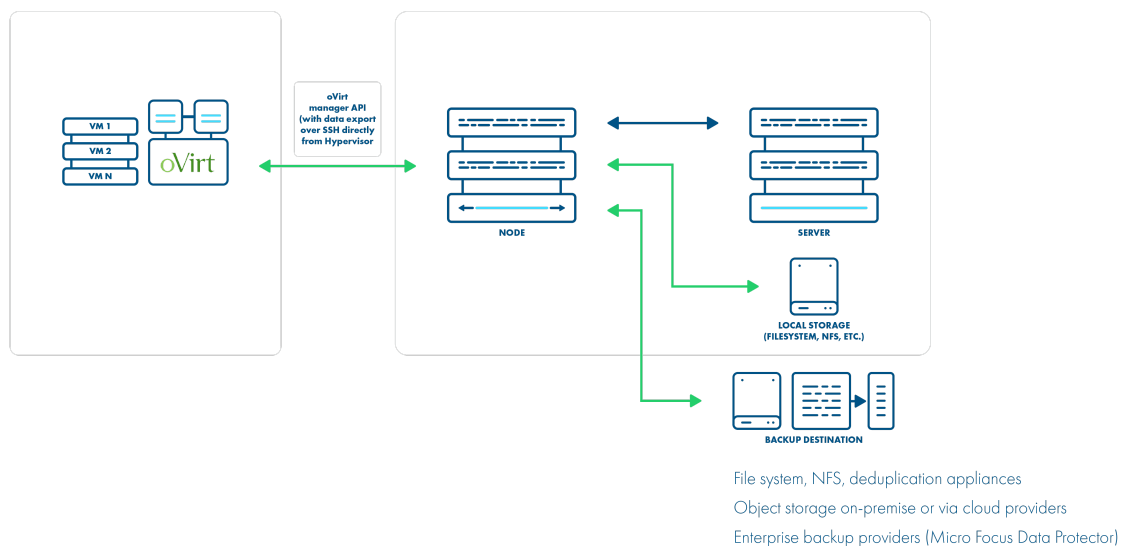 VM 1
VM 2
VM N
oVirt
oVirt
manager API
(with data export
over SSH directly
from Hypervisor
NODE
SERVER
LOCAL STORAGE
(FILESYSTEM, NFS, ETC.)
BACKUP DESTINATION
File system, NFS, deduplication appliances
Object storage on-premise or via cloud providers
Enterprise backup providers (Micro Focus Data Protector)